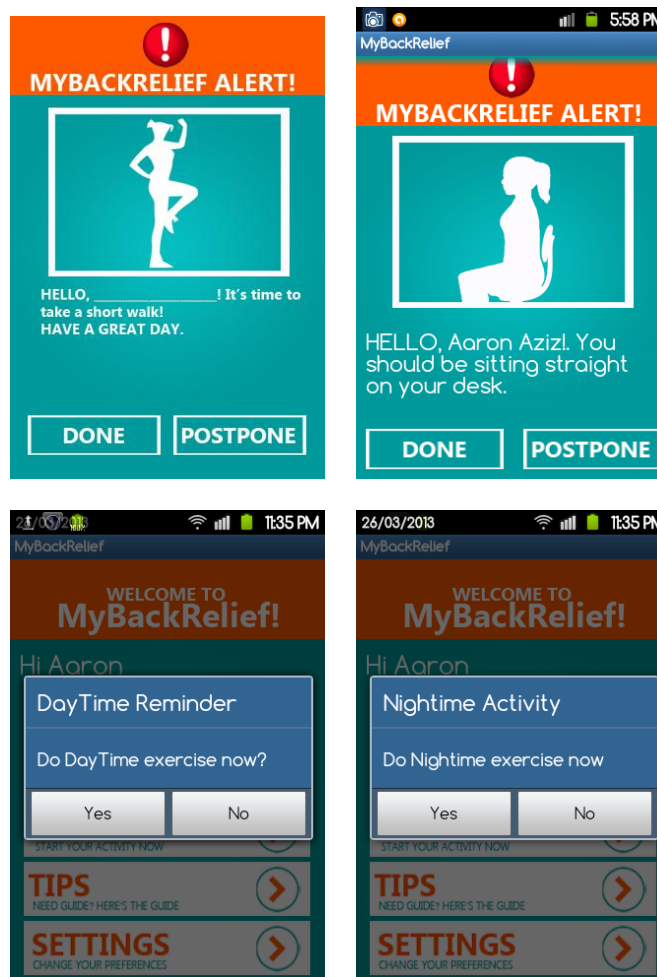 MYBACKRELIEF ALERT!
HELLO, ____________________! It's time to
take a short walk!
HAVE A GREAT DAY.
DONE
POSTPONE
5:58 PM
MyBackRelief
MYBACKRELIEF ALERT!
HELLO, Aaron Aziz!. You
should be sitting straight
on your desk.
DONE
POSTPONE
11:35 PM
MyBackRelief
WELCOME TO
MyBackRelief!
Hi Aaron
DayTime Reminder
Do DayTime exercise now?
Yes
No
START YOUR ACTIVITY NOW
TIPS
NEED GUIDE? HERE'S THE GUIDE
SETTINGS
CHANGE YOUR PREFERENCES
26/03/2013
11:35 PM
MyBackRelief
WELCOME TO
MyBackRelief!
Hi Aaron
Nightime Activity
Do Nightime exercise now
Yes
No
START YOUR ACTIVITY NOW
TIPS
NEED GUIDE? HERE'S THE GUIDE
SETTINGS
CHANGE YOUR PREFERENCES